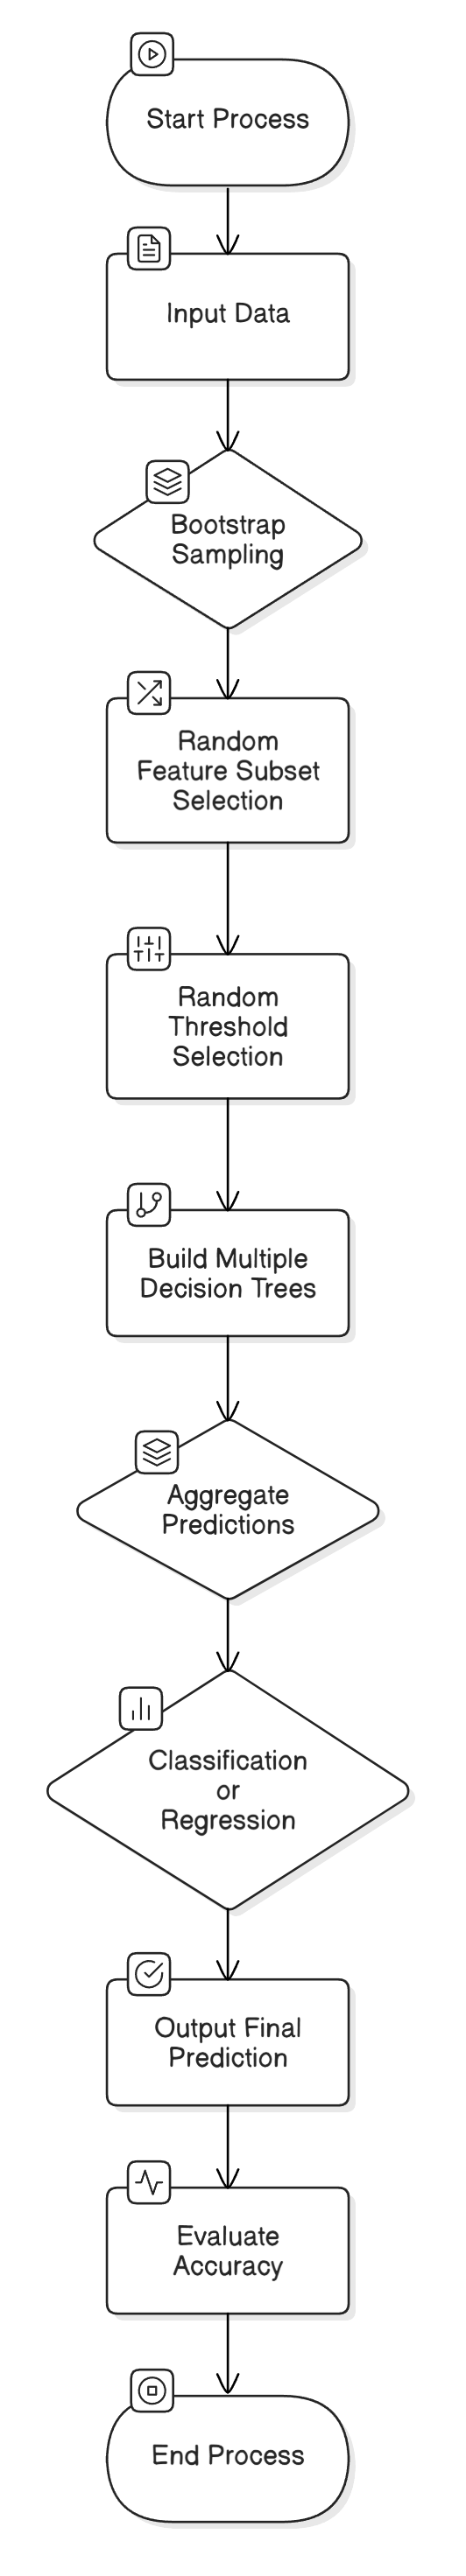 Start Process
Input Data
Bootstrap
Sampling
Random
Feature Subset
Selection
Random
Threshold
Selection
Build Multiple
Decision Trees
Aggregate
Predictions
Classification
or
Regression
Output Final
Prediction
Evaluate
Accuracy
End Process